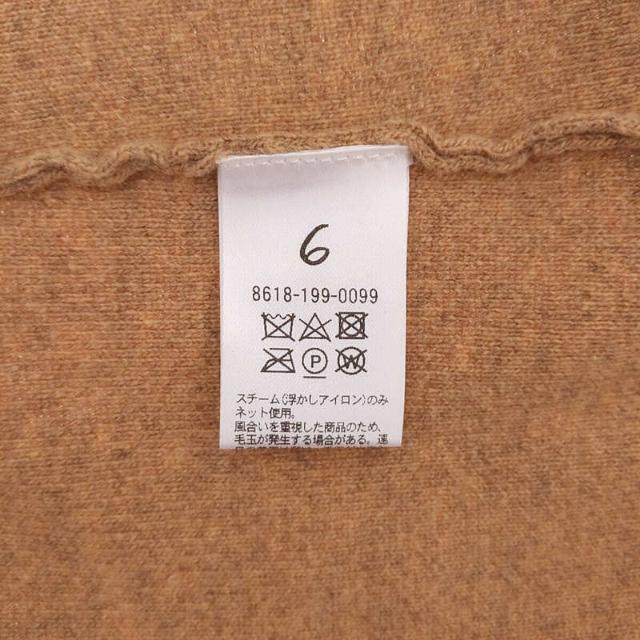 6
8618-199-0099
P W
スチーム(浮かしアイロン)のみ
ネット使用。
風合いを重視した商品のため、
毛玉が発生する場合がある。